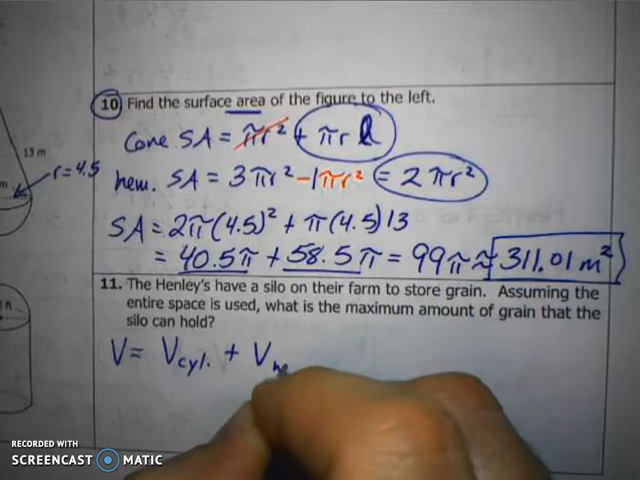 10. Find the surface area of the figure to the left.
Cone SA = πr² + πr l
13 m
r = 4.5
m
hem. SA = 3πr² -1πr² = 2πr²
SA = 2π(4.5)² + π(4.5)13
= 40.5π + 58.5π = 99π ≈ 311.01 m²
11. The Henley's have a silo on their farm to store grain. Assuming the
entire space is used, what is the maximum amount of grain that the
silo can hold?
ft
V = Vcyl. + Vhe
RECORDED WITH
SCREENCAST MATIC